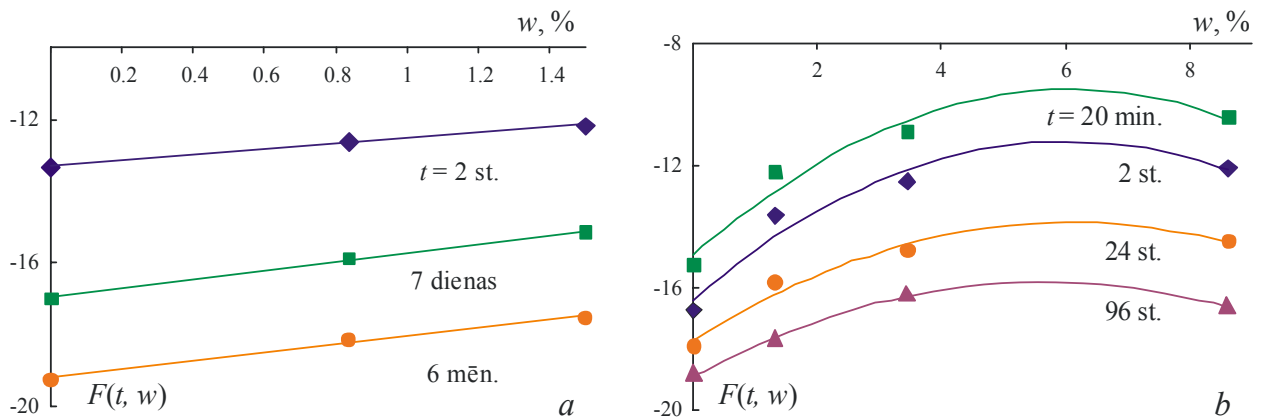 w, %
0.2 0.4 0.6 0.8 1 1.2 1.4
-12
t = 2 st.
-16
7 dienas
6 mēn.
-20
F(t, w)
a
w, %
-8
2 4 6 8
t = 20 min.
-12
2 st.
24 st.
-16
96 st.
-20
F(t, w)
b